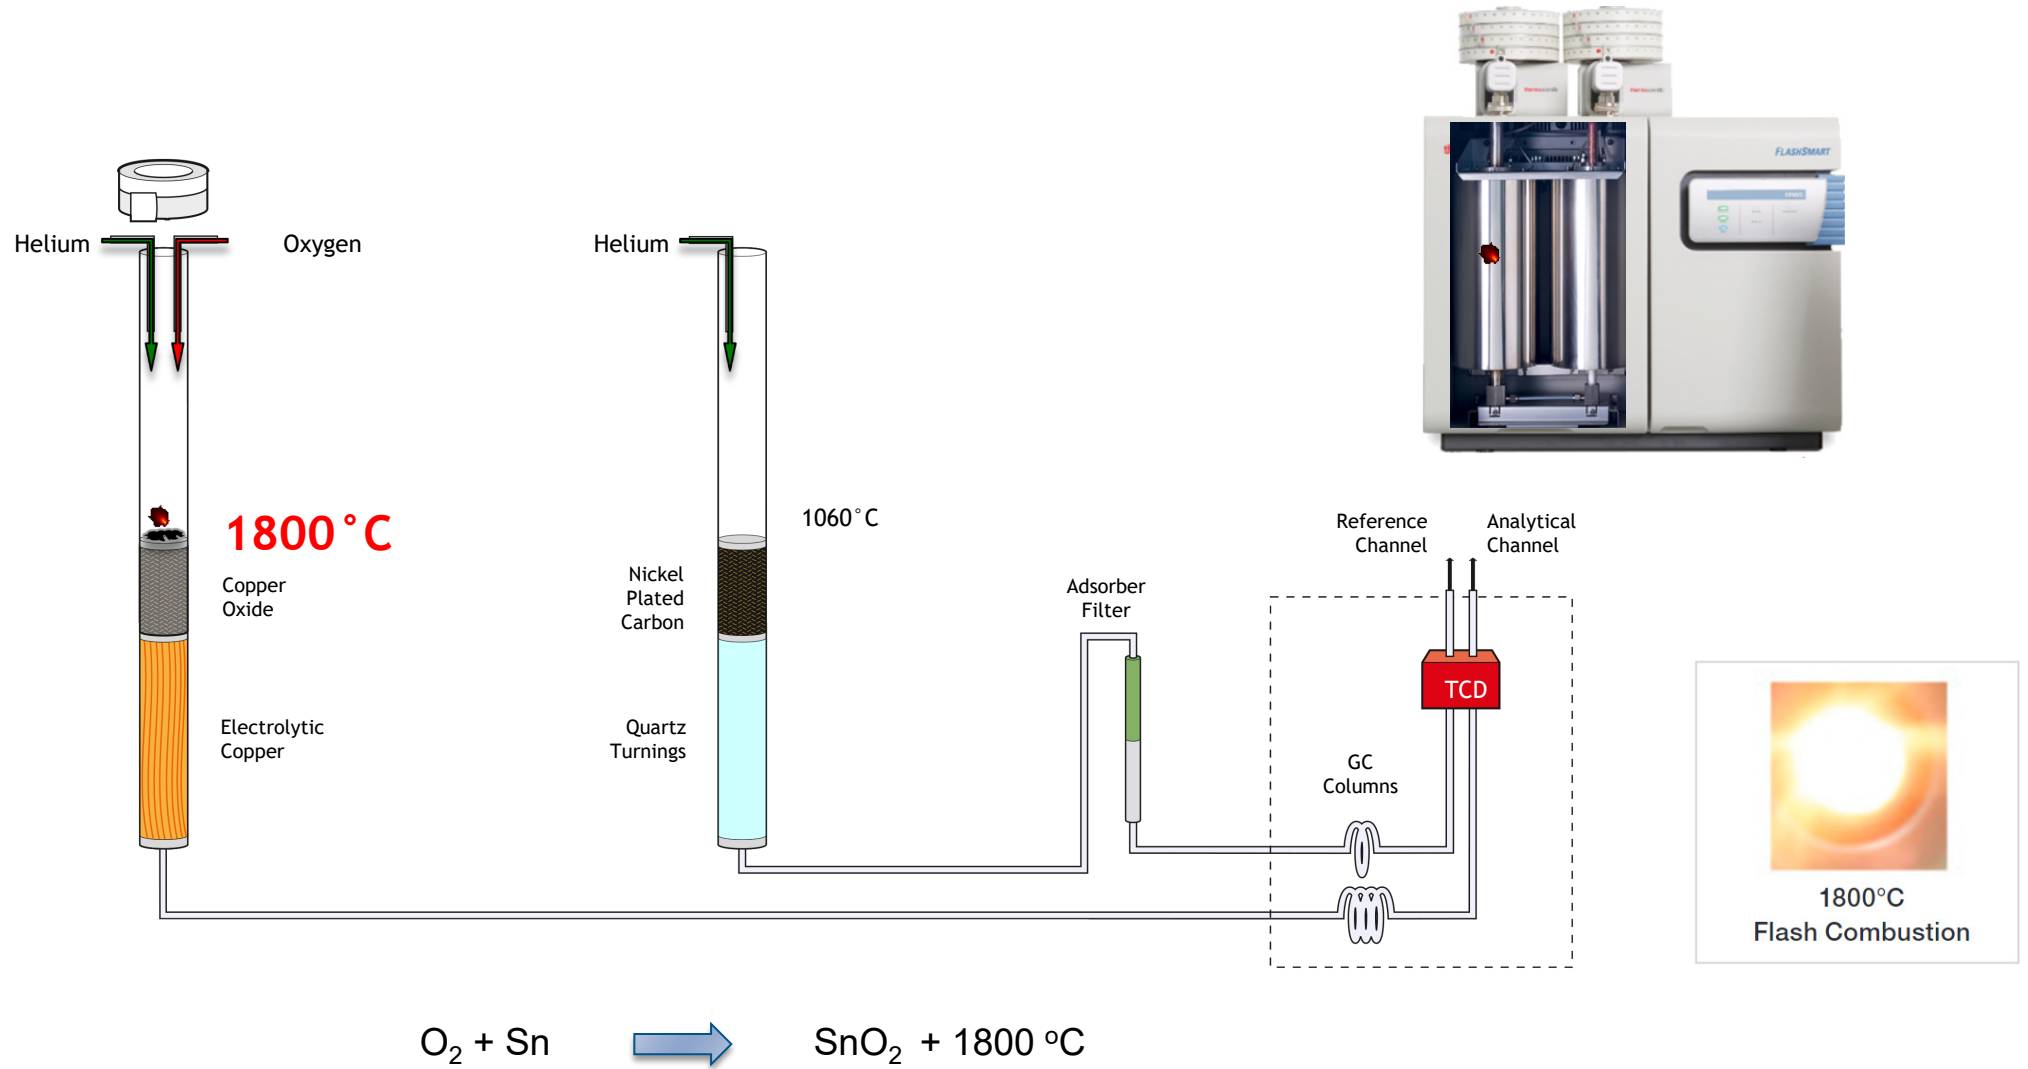 FLASHSMART
Helium
Oxygen
Helium
1800°C
1060°C
Copper
Oxide
Nickel
Plated
Carbon
Adsorber
Filter
Reference
Channel
Analytical
Channel
TCD
Electrolytic
Copper
Quartz
Turnings
GC
Columns
1800°C
Flash Combustion
O₂ + Sn
SnO₂ + 1800 ºC